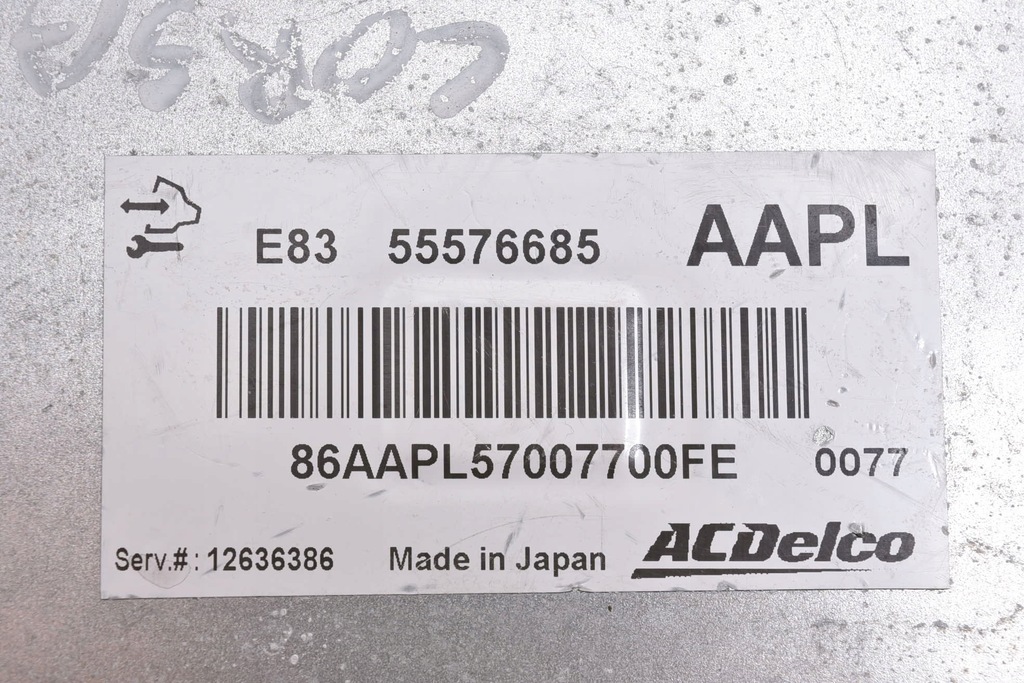 CORSA
E83 55576685 AAPL
86AAPL57007700FE 0077
Serv.#: 12636386 Made in Japan ACDelco